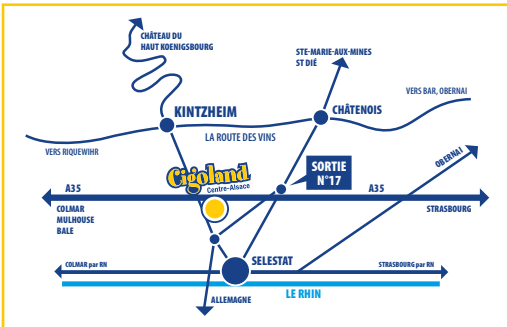 CHÂTEAU DU
HAUT KOENIGSBOURG
STE-MARIE-AUX-MINES
ST DIÉ
VERS BAR, OBERNAI
KINTZHEIM
CHÂTENOIS
LA ROUTE DES VINS
VERS RIQUEWIHR
OBERNAI
Cigoland
Centre-Alsace
SORTIE
N°17
A35
A35
COLMAR
MULHOUSE
BALE
STRASBOURG
SELESTAT
COLMAR par RN
STRASBOURG par RN
LE RHIN
ALLEMAGNE